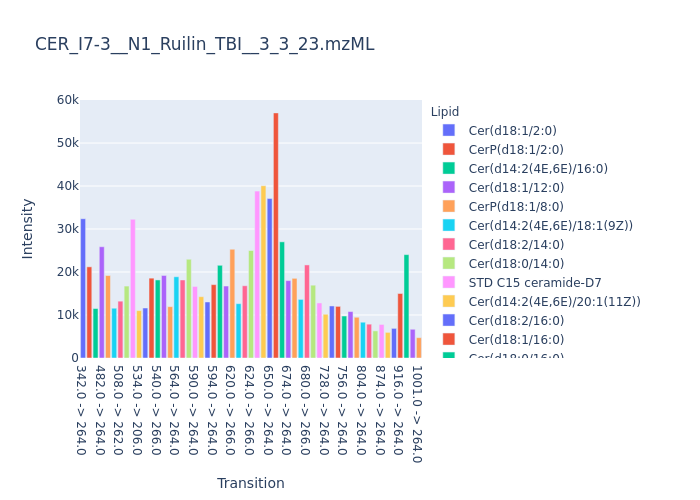 CER_I7-3__N1_Ruilin_TBI__3_3_23.mzML
60k
50k
40k
30k
20k
10k
0
Intensity
342.0 -> 264.0
482.0 -> 264.0
508.0 -> 262.0
534.0 -> 206.0
540.0 -> 266.0
564.0 -> 264.0
590.0 -> 264.0
594.0 -> 264.0
620.0 -> 266.0
624.0 -> 266.0
650.0 -> 264.0
674.0 -> 264.0
680.0 -> 266.0
728.0 -> 264.0
756.0 -> 264.0
804.0 -> 264.0
874.0 -> 264.0
916.0 -> 264.0
1001.0 -> 264.0
Transition
Lipid
Cer(d18:1/2:0)
CerP(d18:1/2:0)
Cer(d14:2(4E,6E)/16:0)
Cer(d18:1/12:0)
CerP(d18:1/8:0)
Cer(d14:2(4E,6E)/18:1(9Z))
Cer(d18:2/14:0)
Cer(d18:0/14:0)
STD C15 ceramide-D7
Cer(d14:2(4E,6E)/20:1(11Z))
Cer(d18:2/16:0)
Cer(d18:1/16:0)
Cer(d18:0/16:0)